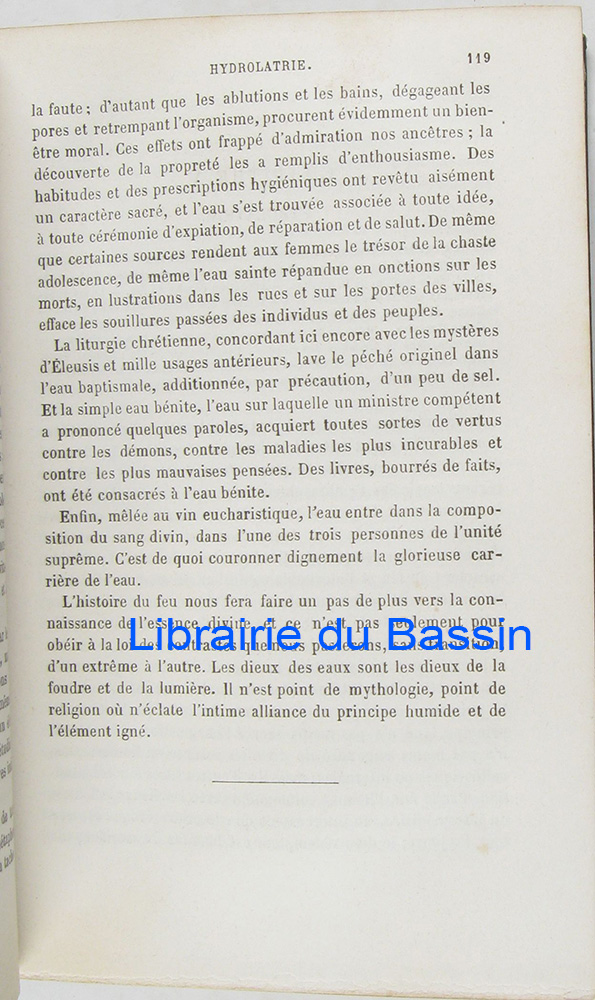 HYDROLATRIE.
119
la faute ; d'autant que les ablutions et les bains, dégageant les
pores et retrempant l'organisme, procurent évidemment un bien-
être moral. Ces effets ont frappé d'admiration nos ancêtres ; la
découverte de la propreté les a remplis d'enthousiasme. Des
habitudes et des prescriptions hygiéniques ont revêtu aisément
un caractère sacré, et l'eau s'est trouvée associée à toute idée,
à toute cérémonie d'expiation, de réparation et de salut. De même
que certaines sources rendent aux femmes le trésor de la chaste
adolescence, de même l'eau sainte répandue en onctions sur les
morts, en lustrations dans les rues et sur les portes des villes,
efface les souillures passées des individus et des peuples.
La liturgie chrétienne, concordant ici encore avec les mystères
d'Éleusis et mille usages antérieurs, lave le péché originel dans
l'eau baptismale, additionnée, par précaution, d'un peu de sel.
Et la simple eau bénite, l'eau sur laquelle un ministre compétent
a prononcé quelques paroles, acquiert toutes sortes de vertus
contre les démons, contre les maladies les plus incurables et
contre les plus mauvaises pensées. Des livres, bourrés de faits,
ont été consacrés à l'eau bénite.
Enfin, mêlée au vin eucharistique, l'eau entre dans la compo-
sition du sang divin, dans l'une des trois personnes de l'unité
suprême. C'est de quoi couronner dignement la glorieuse car-
rière de l'eau.
L'histoire du feu nous fera faire un pas de plus vers la con-
naissance de l'essence divine, et ce n'est pas seulement pour
Librairie du Bassin
obéir à la loi des contrastes que nous passerons, sans transition,
d'un extrême à l'autre. Les dieux des eaux sont les dieux de la
foudre et de la lumière. Il n'est point de mythologie, point de
religion où n'éclate l'intime alliance du principe humide et de
l'élément igné.